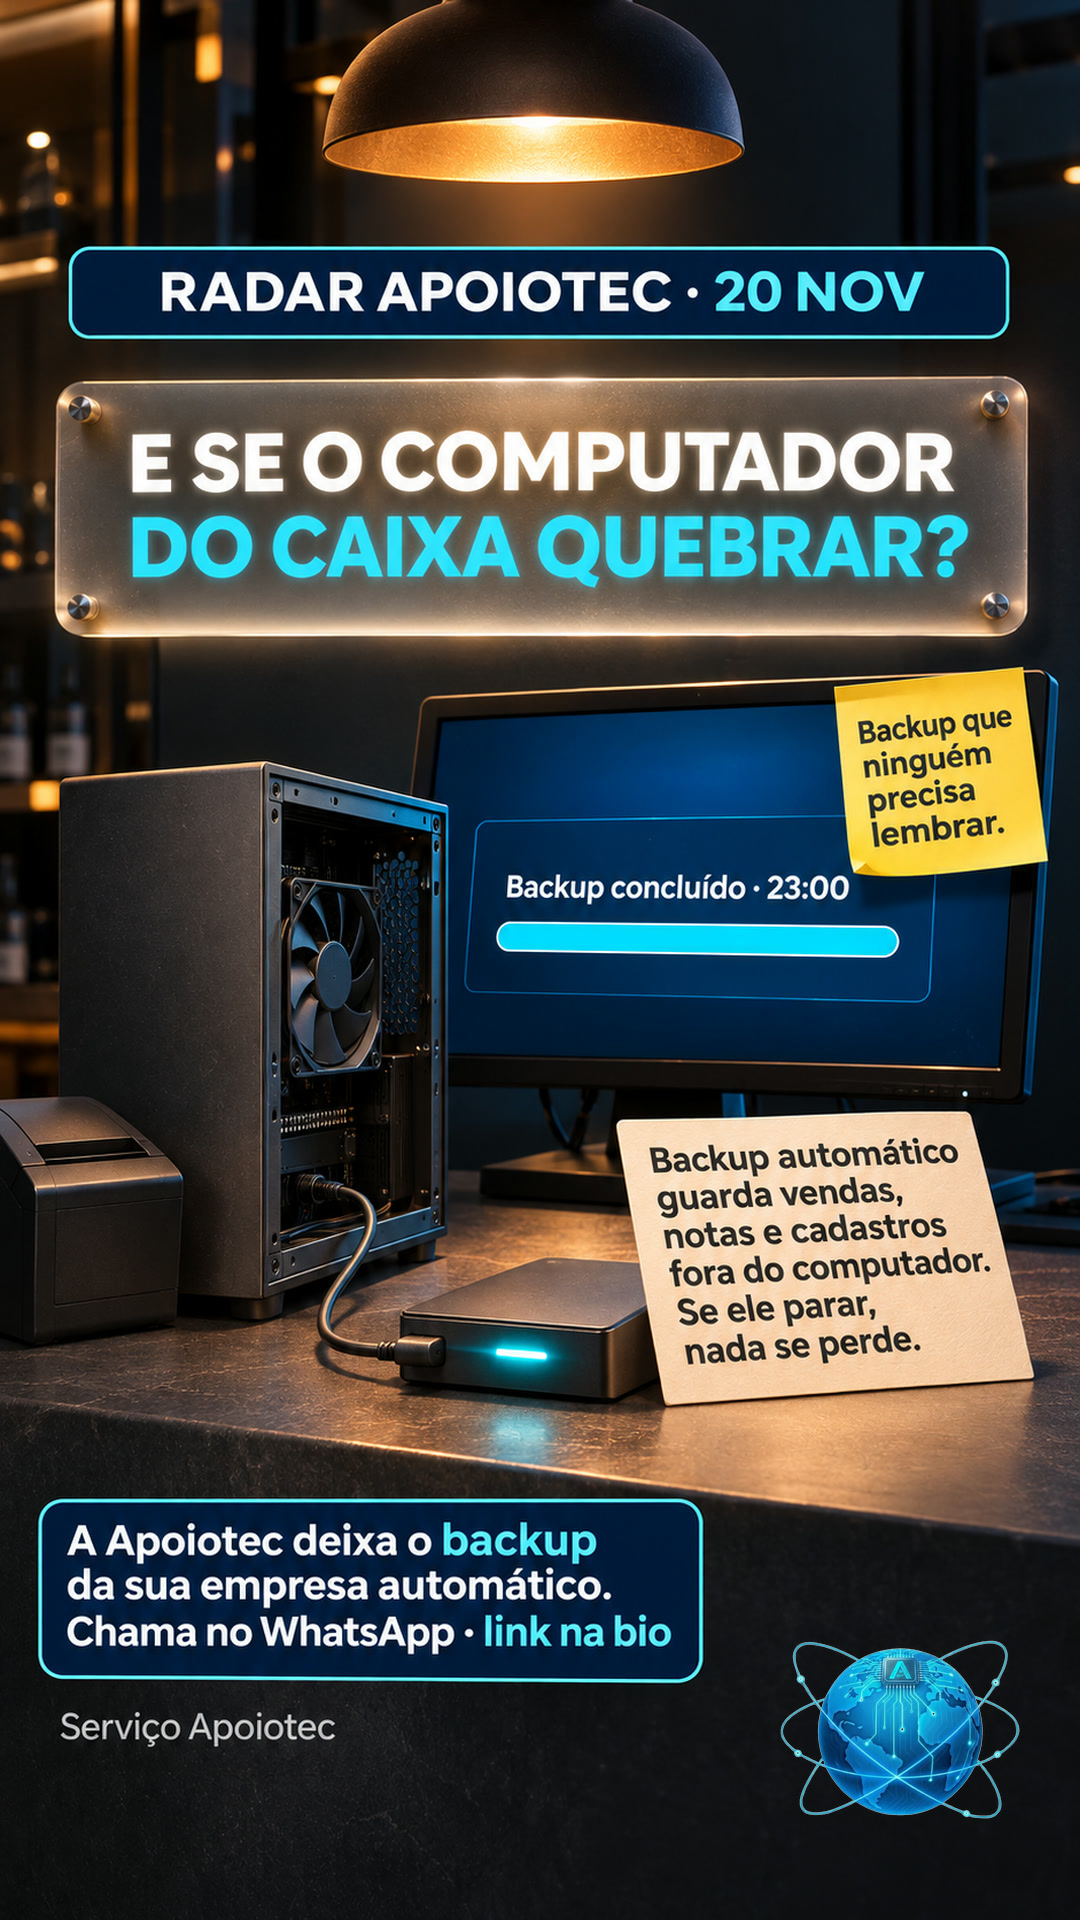 RADAR APOIOTEC · 20 NOV
E SE O COMPUTADOR
DO CAIXA QUEBRAR?
Backup que
ninguém
precisa
lembrar.
Backup concluído · 23:00
Backup automático
guarda vendas,
notas e cadastros
fora do computador.
Se ele parar,
nada se perde.
A Apoiotec deixa o backup
da sua empresa automático.
Chama no WhatsApp · link na bio
Serviço Apoiotec
A